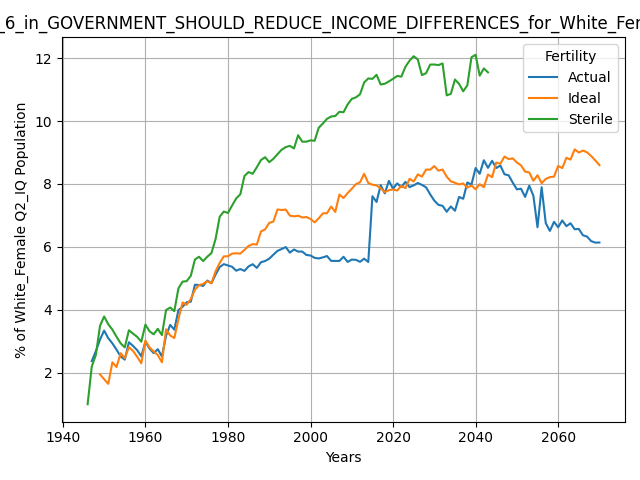 _6_in_GOVERNMENT_SHOULD_REDUCE_INCOME_DIFFERENCES_for_White_Fer
% of White_Female Q2_IQ Population
12
10
8
6
4
2
1940 1960 1980 2000 2020 2040 2060
Years
Fertility
Actual
Ideal
Sterile